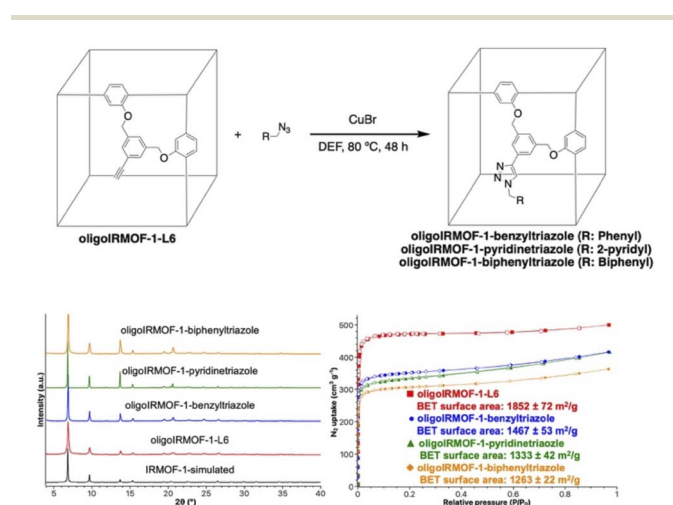 R
N₃
+
CuBr
DEF, 80 ºC, 48 h
O
O
O
O
N
N
N
R
oligoIRMOF-1-L6
oligoIRMOF-1-benzyltriazole (R: Phenyl)
oligoIRMOF-1-pyridinetriazole (R: 2-pyridyl)
oligoIRMOF-1-biphenyltriazole (R: Biphenyl)
Intensity (a.u.)
oligoIRMOF-1-biphenyltriazole
oligoIRMOF-1-pyridinetriazole
oligoIRMOF-1-benzyltriazole
oligoIRMOF-1-L6
IRMOF-1-simulated
5 10 15 20 25 30 35 40
2θ (º)
N₂ uptake (cm³ g⁻¹)
500
400
300
200
100
0
oligoIRMOF-1-L6
BET surface area: 1852 ± 72 m²/g
oligoIRMOF-1-benzyltriazole
BET surface area: 1467 ± 53 m²/g
oligoIRMOF-1-pyridinetriaozle
BET surface area: 1333 ± 42 m²/g
oligoIRMOF-1-biphenyltriazole
BET surface area: 1263 ± 22 m²/g
0 0.2 0.4 0.6 0.8 1
Relative pressure (P/P₀)